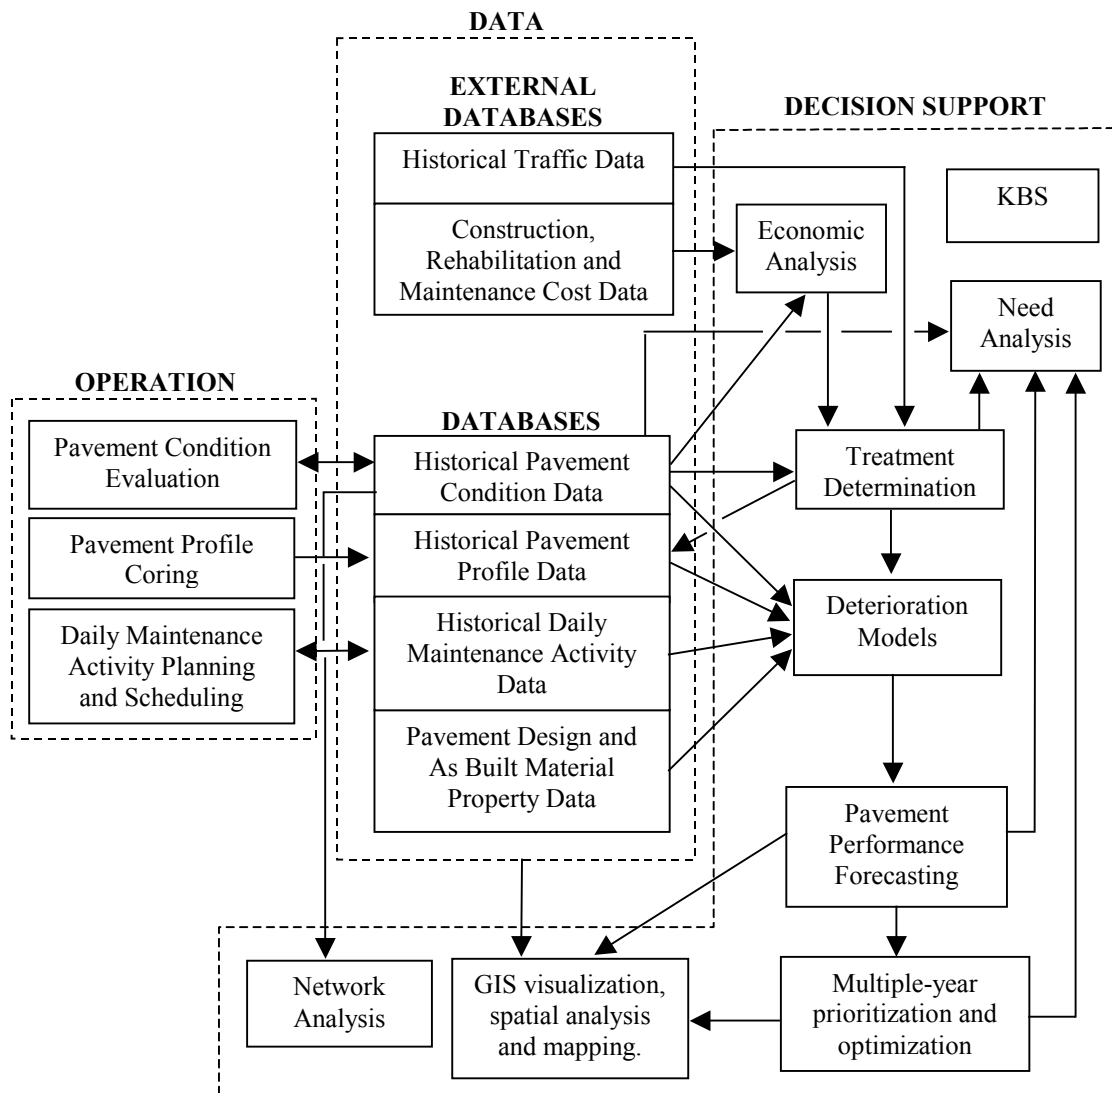 DATA
EXTERNAL
DATABASES
DECISION SUPPORT
Historical Traffic Data
KBS
Construction,
Rehabilitation and
Maintenance Cost Data
Economic
Analysis
Need
Analysis
OPERATION
DATABASES
Pavement Condition
Evaluation
Historical Pavement
Condition Data
Treatment
Determination
Pavement Profile
Coring
Historical Pavement
Profile Data
Daily Maintenance
Activity Planning
and Scheduling
Historical Daily
Maintenance Activity
Data
Deterioration
Models
Pavement Design and
As Built Material
Property Data
Pavement
Performance
Forecasting
Network
Analysis
GIS visualization,
spatial analysis
and mapping.
Multiple-year
prioritization and
optimization